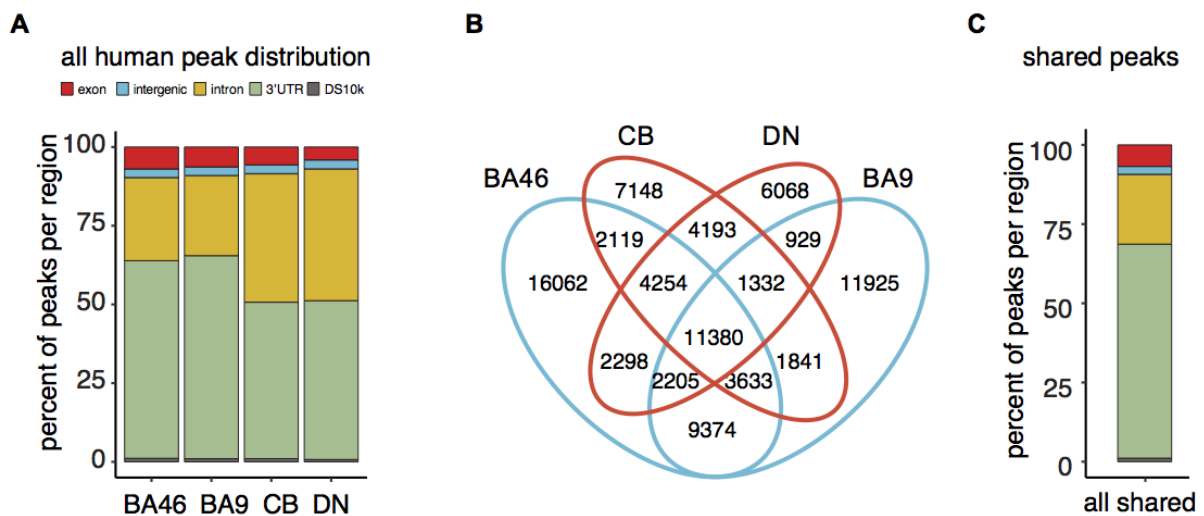 A
all human peak distribution
exon intergenic intron 3'UTR DS10k
percent of peaks per region
100
75
50
25
0
BA46 BA9 CB DN
B
CB DN
BA46 BA9
7148 6068
2119 4193 929
16062 4254 1332 11925
11380
2298 1841
2205 3633
9374
C
shared peaks
percent of peaks per region
100
75
50
25
0
all shared